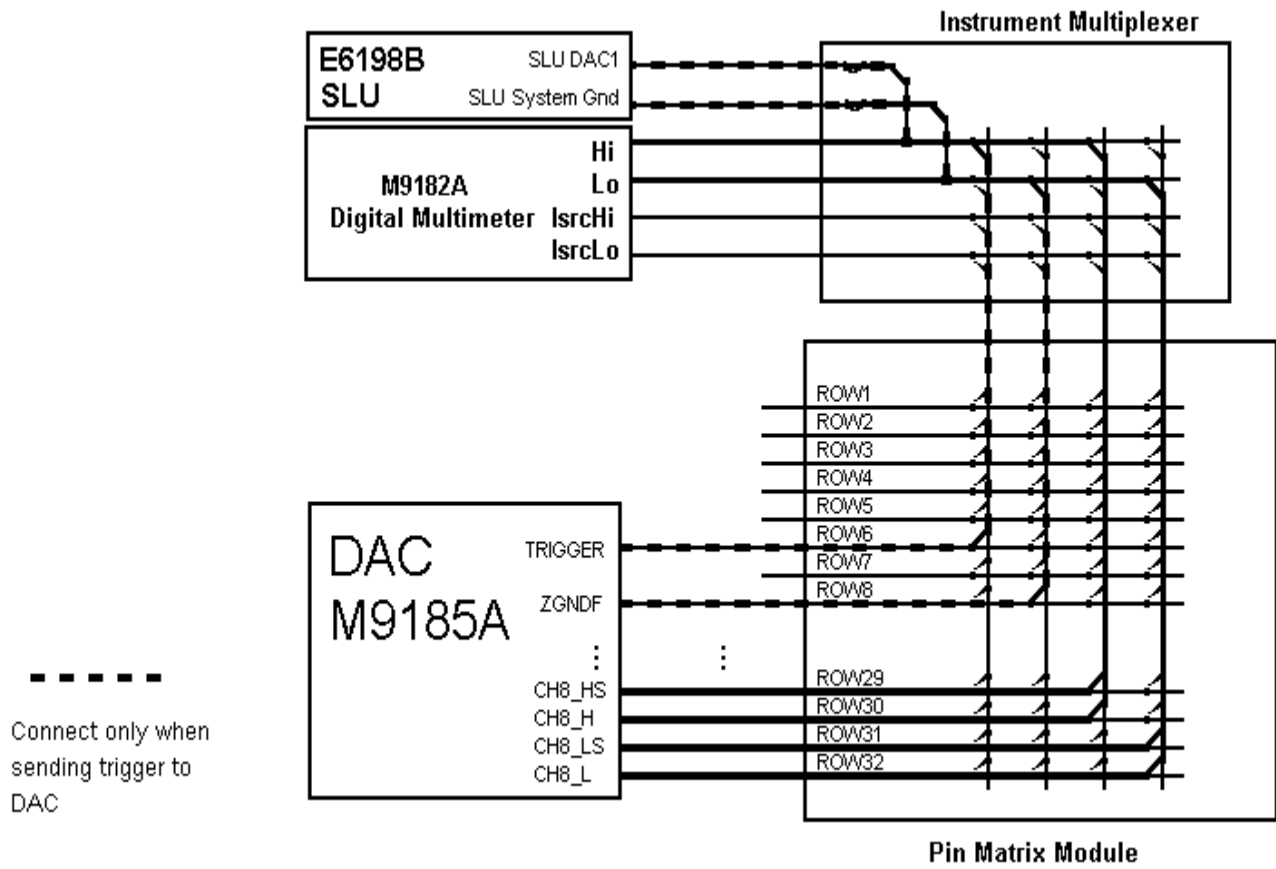 Instrument Multiplexer
E6198B
SLU
SLU DAC1
SLU System Gnd
M9182A
Digital Multimeter
Hi
Lo
IsrcHi
IsrcLo
DAC
M9185A
TRIGGER
ZGNDF
CH8_HS
CH8_H
CH8_LS
CH8_L
ROW1
ROW2
ROW3
ROW4
ROW5
ROW6
ROW7
ROW8
ROW29
ROW30
ROW31
ROW32
Connect only when
sending trigger to
DAC
Pin Matrix Module